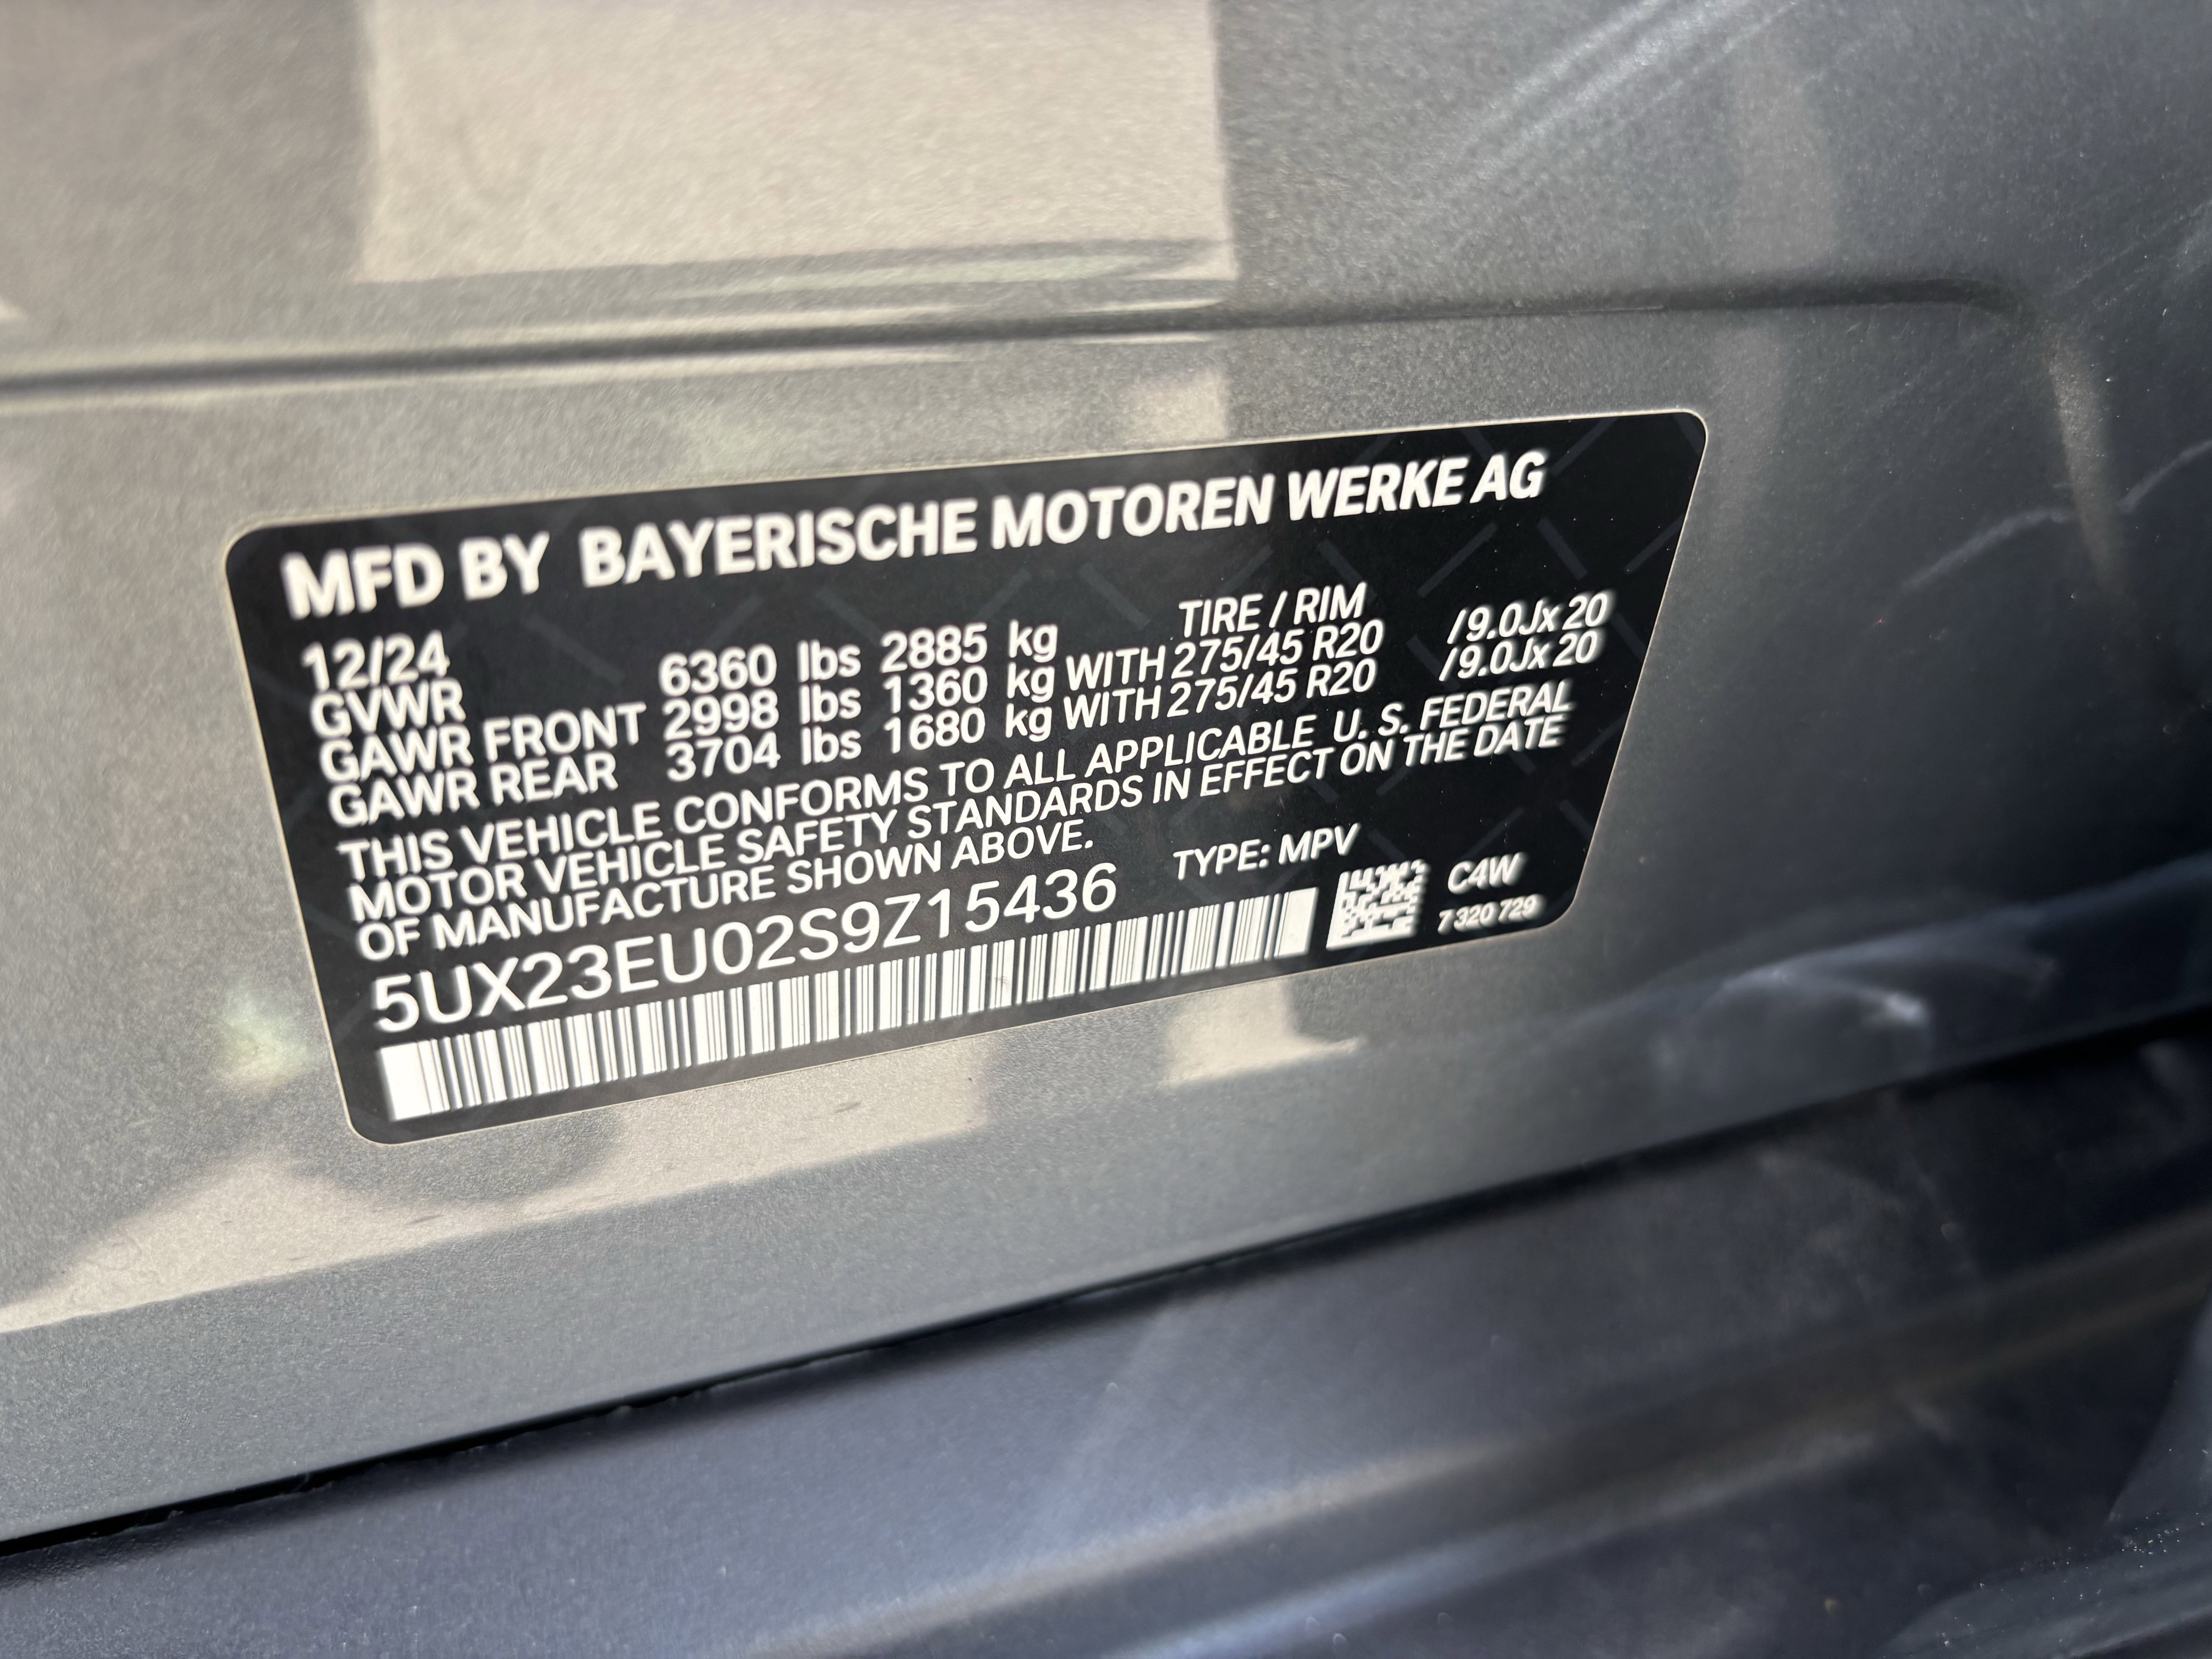 MFD BY BAYERISCHE MOTOREN WERKE AG
12/24 TIRE / RIM
GVWR 6360 lbs 2885 kg
GAWR FRONT 2998 lbs 1360 kg WITH 275/45 R20 /9.0Jx20
GAWR REAR 3704 lbs 1680 kg WITH 275/45 R20 /9.0Jx20
THIS VEHICLE CONFORMS TO ALL APPLICABLE U. S. FEDERAL
MOTOR VEHICLE SAFETY STANDARDS IN EFFECT ON THE DATE
OF MANUFACTURE SHOWN ABOVE.
5UX23EU02S9Z15436 TYPE: MPV
C4W
7 320 729